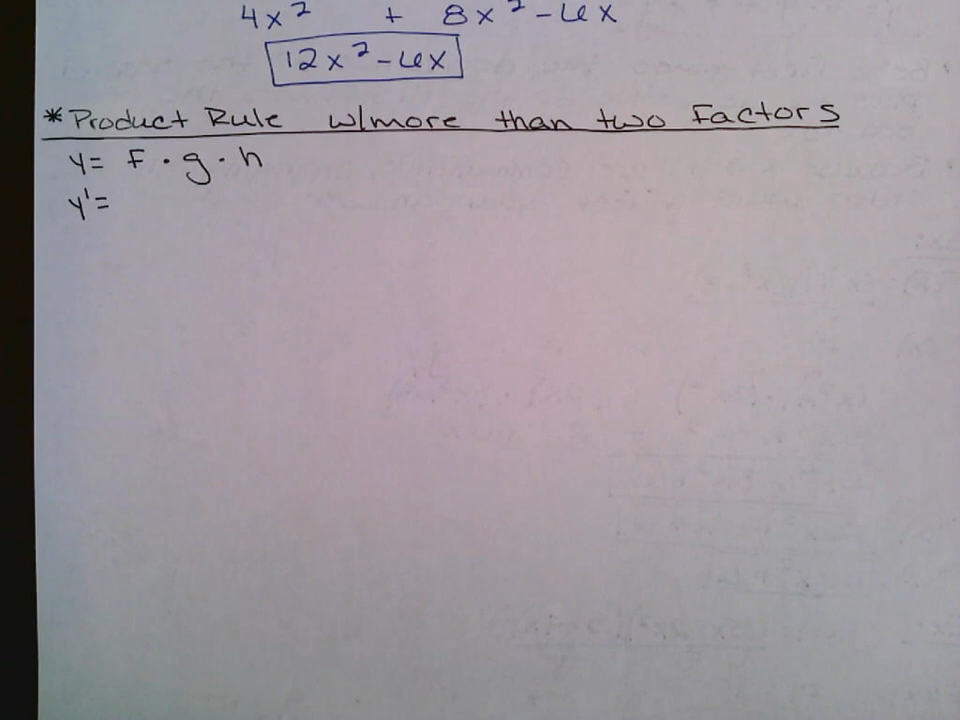 4x² + 8x² - 6x
12x² - 6x
*Product Rule w/more than two Factors
y= F · g · h
y'=